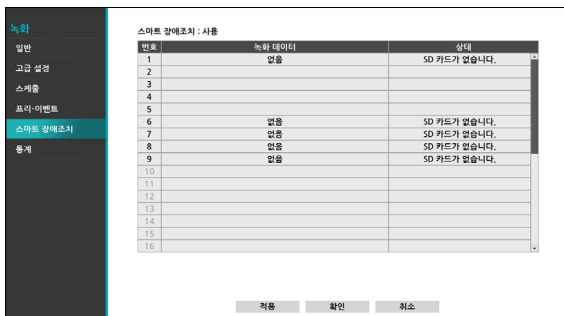 녹화
일반
고급 설정
스케줄
프리-이벤트
스마트 장애조치
통계
스마트 장애조치 : 사용
번호 녹화 데이터 상태
1 없음 SD 카드가 없습니다.
2
3
4
5
6 없음 SD 카드가 없습니다.
7 없음 SD 카드가 없습니다.
8 없음 SD 카드가 없습니다.
9 없음 SD 카드가 없습니다.
10
11
12
13
14
15
16
적용 확인 취소